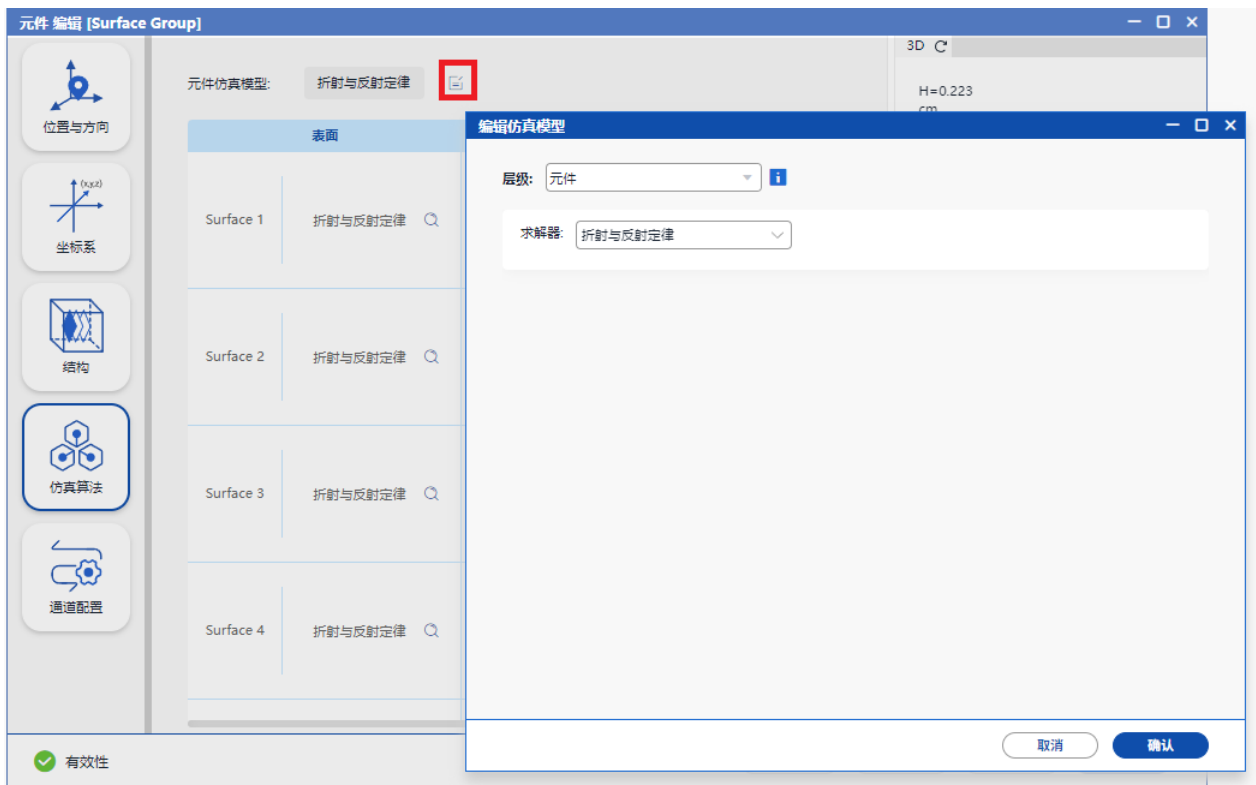 元件 编辑 [Surface Group]
位置与方向
(x,y,z)
坐标系
结构
仿真算法
通道配置
元件仿真模型: 折射与反射定律
表面
Surface 1 折射与反射定律
Surface 2 折射与反射定律
Surface 3 折射与反射定律
Surface 4 折射与反射定律
3D
H=0.223
cm
编辑仿真模型
层级: 元件 i
求解器: 折射与反射定律
取消 确认
有效性